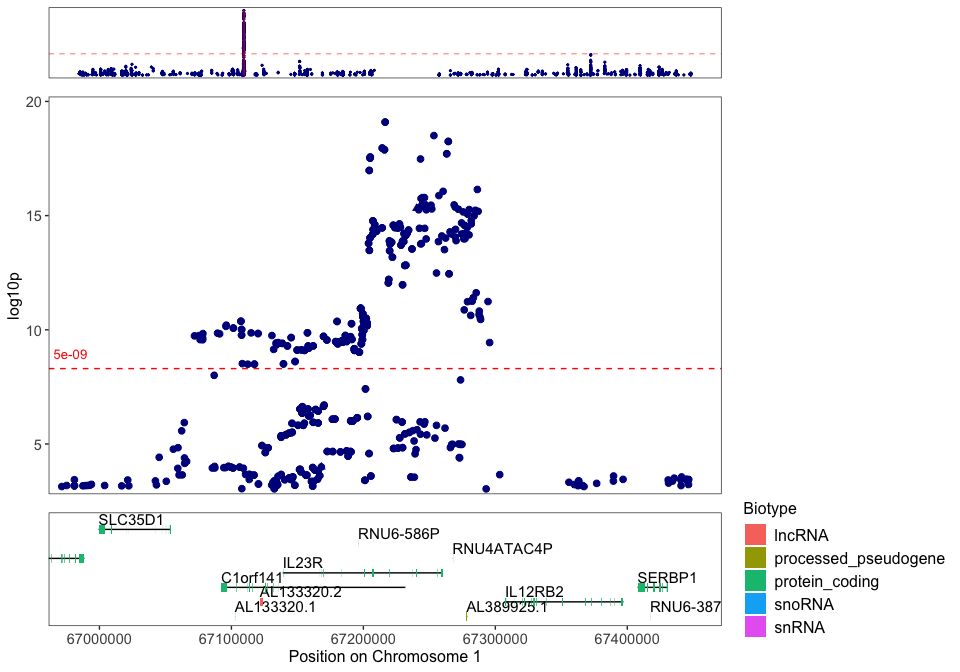 20
15
10
5
log10p
5e-09
SLC35D1
RNU6-586P
RNU4ATAC4P
IL23R
C1orf141
SERBP1
AL133320.2
IL12RB2
AL133320.1
AL389925.1
RNU6-387
67000000
67100000
67200000
67300000
67400000
Position on Chromosome 1
Biotype
lncRNA
processed_pseudogene
protein_coding
snoRNA
snRNA